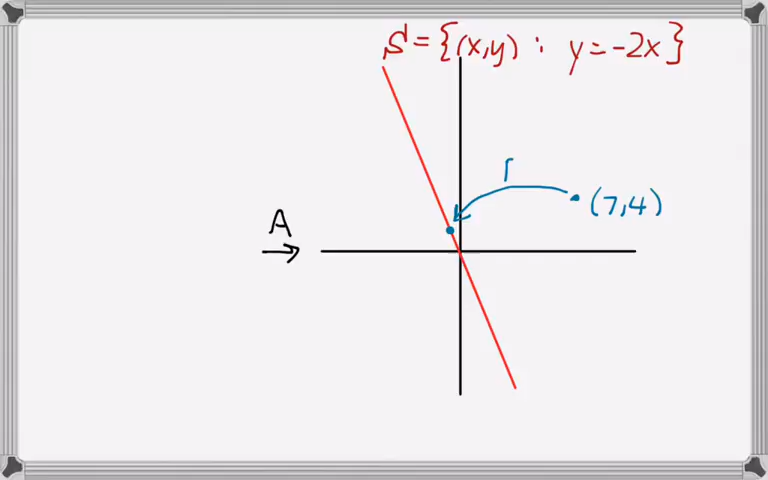 S = {(x,y) : y = -2x}
Γ
(7,4)
A